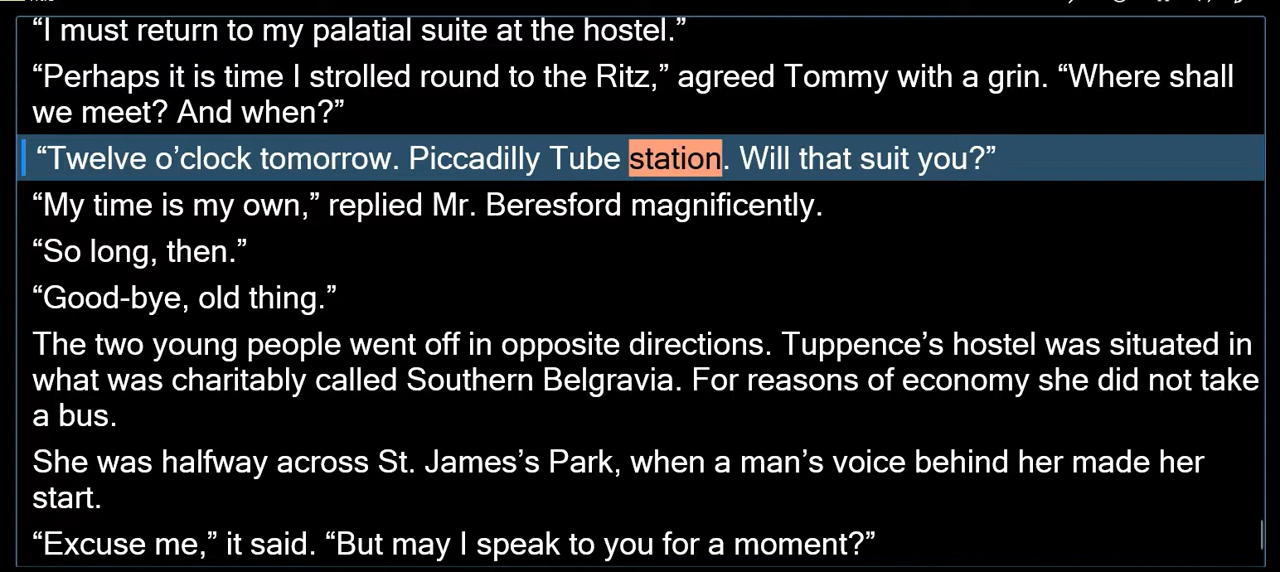 “I must return to my palatial suite at the hostel.”
“Perhaps it is time I strolled round to the Ritz,” agreed Tommy with a grin. “Where shall
we meet? And when?”
“Twelve o’clock tomorrow. Piccadilly Tube station. Will that suit you?”
“My time is my own,” replied Mr. Beresford magnificently.
“So long, then.”
“Good-bye, old thing.”
The two young people went off in opposite directions. Tuppence’s hostel was situated in
what was charitably called Southern Belgravia. For reasons of economy she did not take
a bus.
She was halfway across St. James’s Park, when a man’s voice behind her made her
start.
“Excuse me,” it said. “But may I speak to you for a moment?”